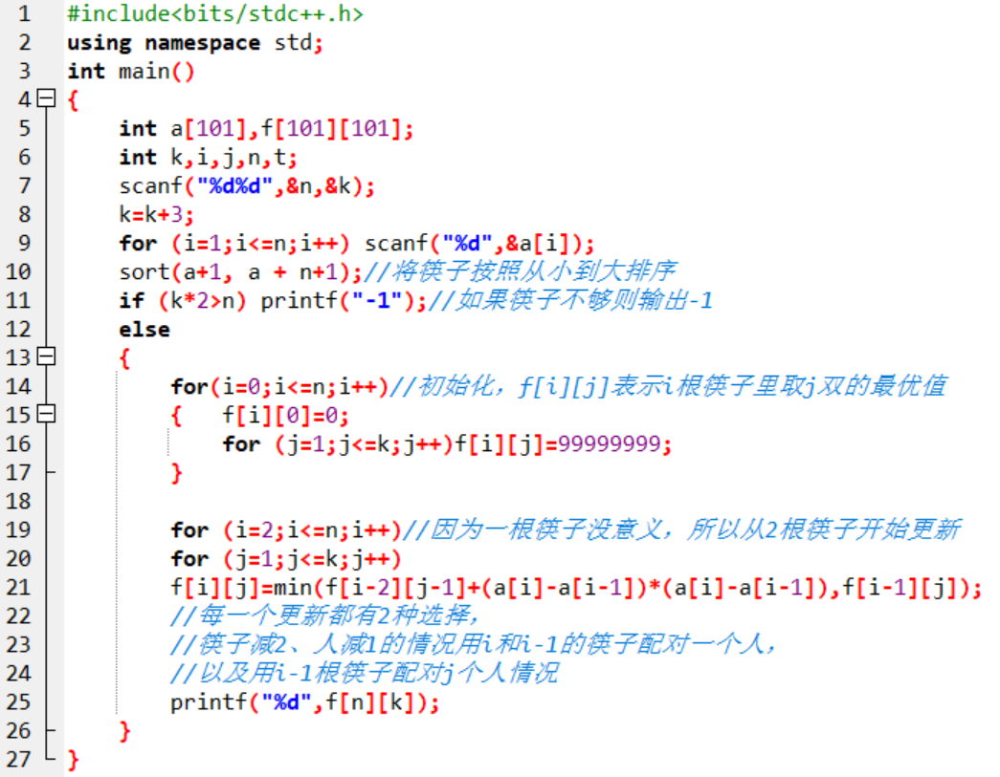 1 #include<bits/stdc++.h>
2 using namespace std;
3 int main()
4 {
5 int a[101],f[101][101];
6 int k,i,j,n,t;
7 scanf("%d%d",&n,&k);
8 k=k+3;
9 for (i=1;i<=n;i++) scanf("%d",&a[i]);
10 sort(a+1, a + n+1);//将筷子按照从小到大排序
11 if (k*2>n) printf("-1");//如果筷子不够则输出-1
12 else
13 {
14 for(i=0;i<=n;i++)//初始化，f[i][j]表示i根筷子里取j双的最优值
15 { f[i][0]=0;
16 for (j=1;j<=k;j++)f[i][j]=99999999;
17 }
18
19 for (i=2;i<=n;i++)//因为一根筷子没意义，所以从2根筷子开始更新
20 for (j=1;j<=k;j++)
21 f[i][j]=min(f[i-2][j-1]+(a[i]-a[i-1])*(a[i]-a[i-1]),f[i-1][j]);
22 //每一个更新都有2种选择，
23 //筷子减2、人减1的情况用i和i-1的筷子配对一个人，
24 //以及用i-1根筷子配对j个人情况
25 printf("%d",f[n][k]);
26 }
27 }